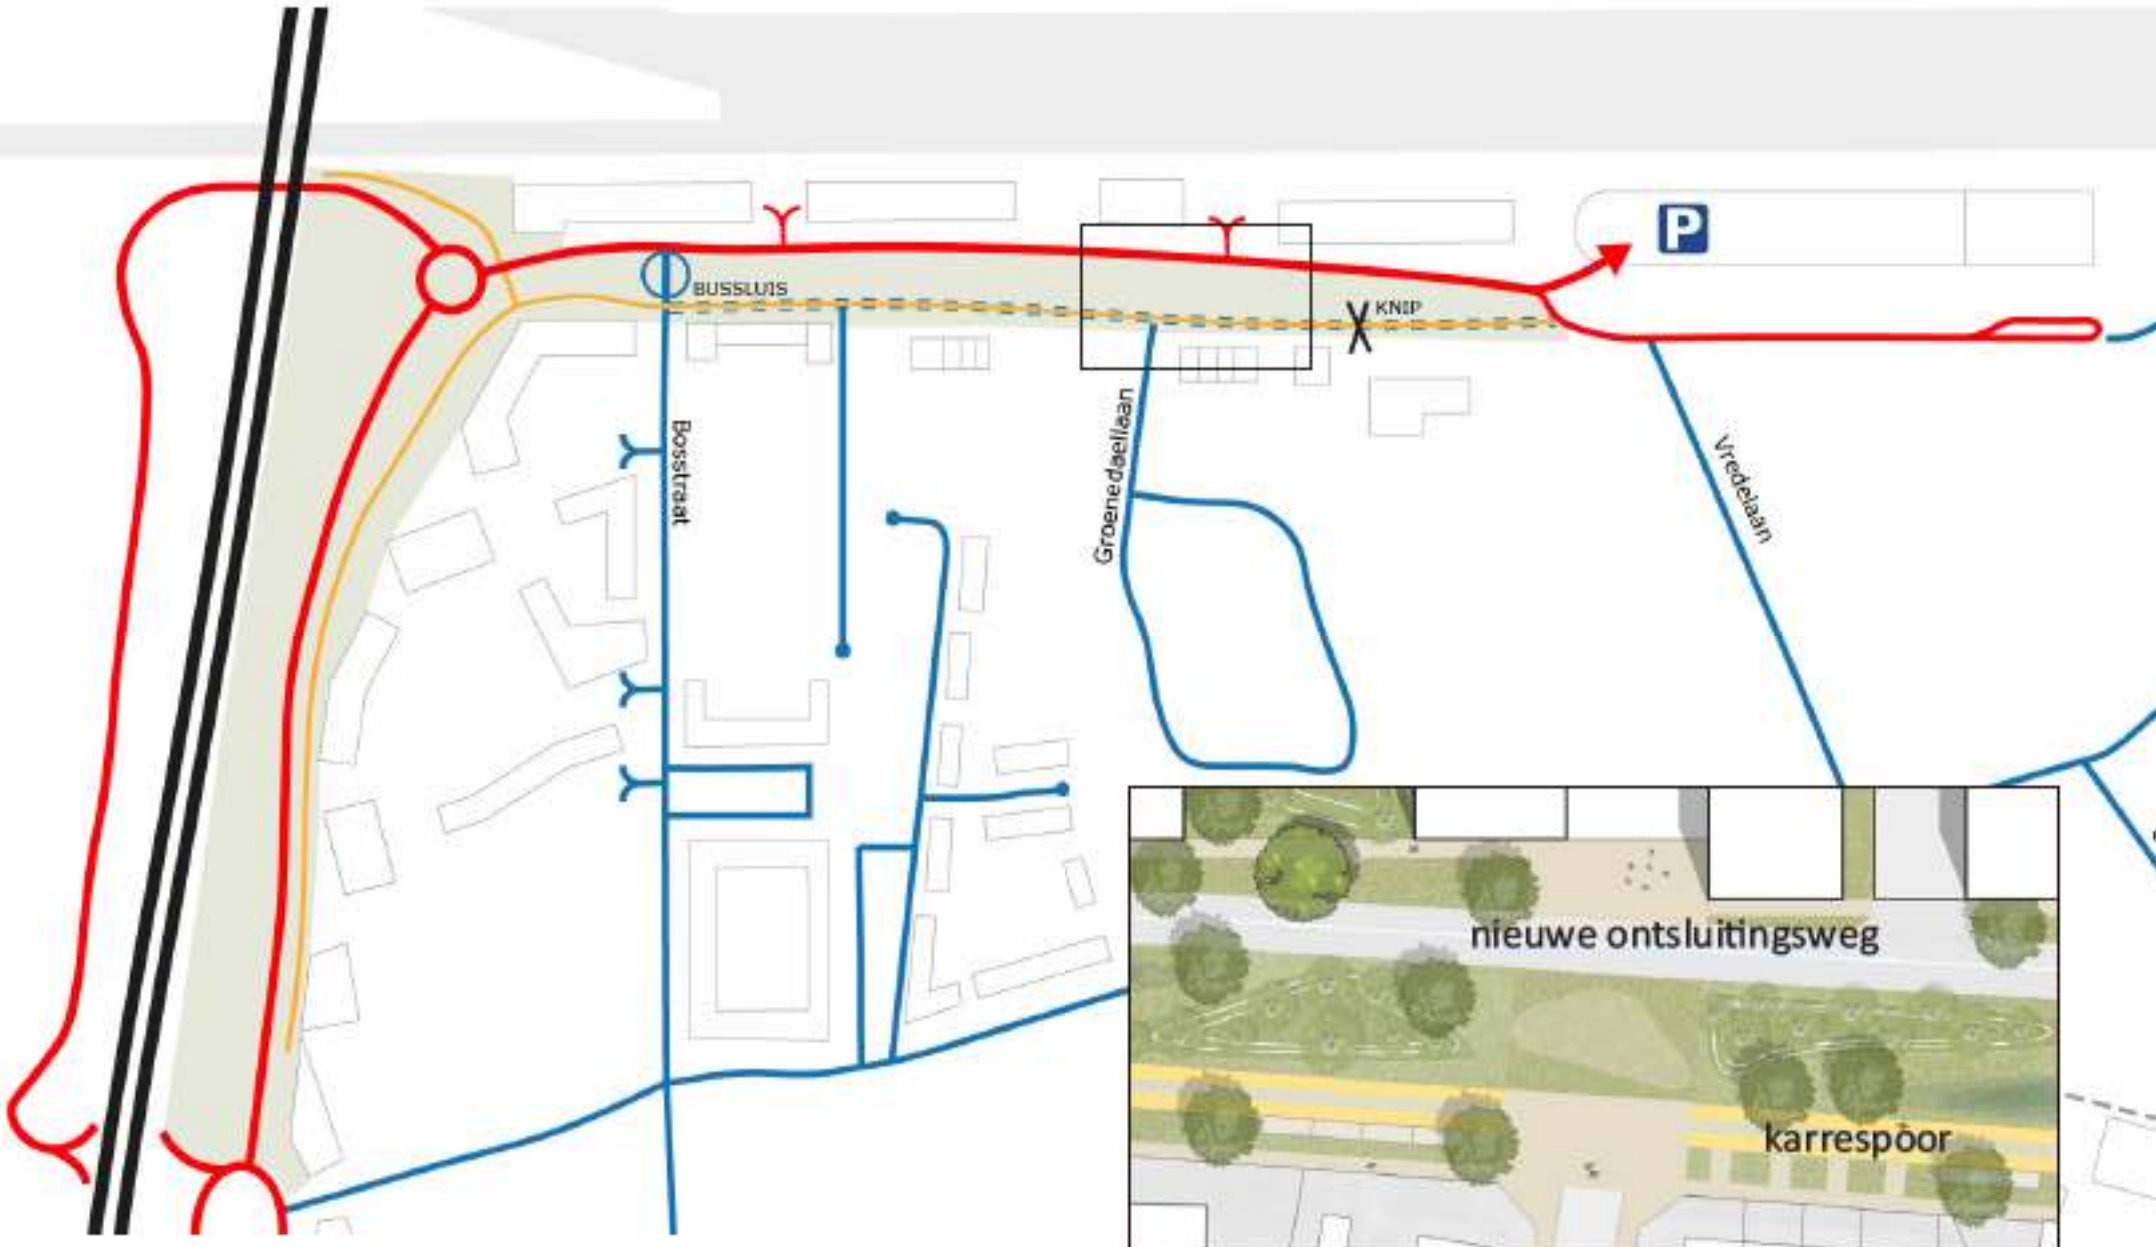 P
BUSSLUIS
KNIP
Bosstraat
Groenedaellaan
Vredelaan
nieuwe ontsluitingsweg
karrespoor